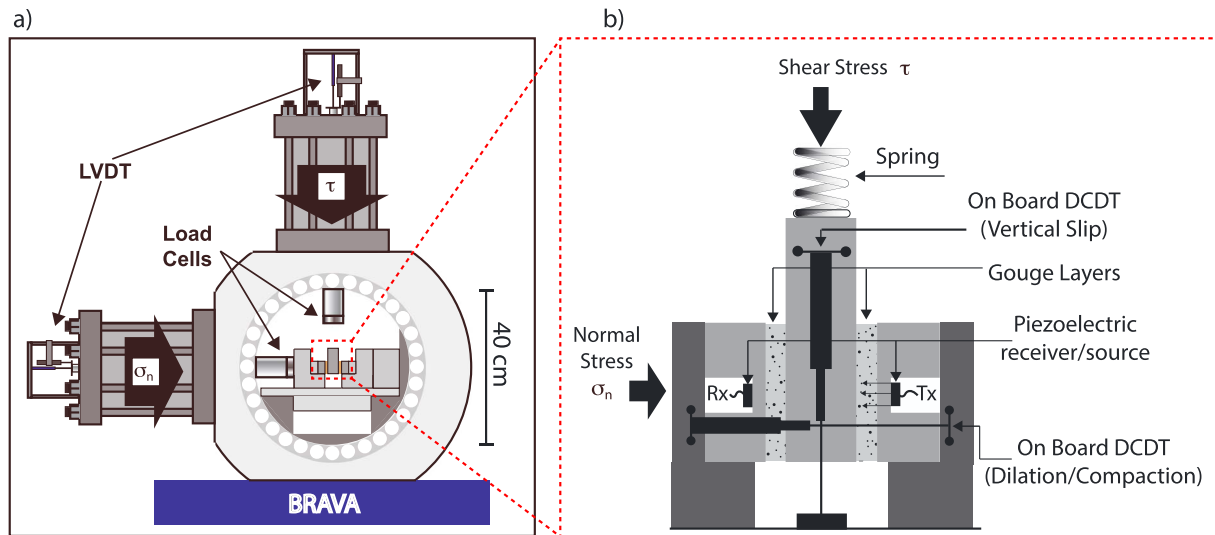 a)
LVDT
τ
Load
Cells
σn
40 cm
BRAVA
b)
Shear Stress τ
Spring
On Board DCDT
(Vertical Slip)
Gouge Layers
Piezoelectric
receiver/source
Normal
Stress
σn
Rx
Tx
On Board DCDT
(Dilation/Compaction)